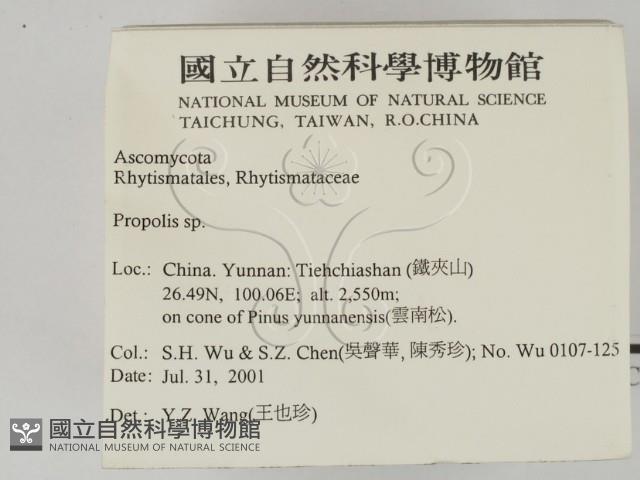 國立自然科學博物館
NATIONAL MUSEUM OF NATURAL SCIENCE
TAICHUNG, TAIWAN, R.O.CHINA
Ascomycota
Rhytismatales, Rhytismataceae
Propolis sp.
Loc.: China. Yunnan: Tiehchiashan (鐵夾山)
26.49N, 100.06E; alt. 2,550m;
on cone of Pinus yunnanensis(雲南松).
Col.: S.H. Wu & S.Z. Chen(吳聲華, 陳秀珍); No. Wu 0107-125
Date: Jul. 31, 2001
Det.: Y.Z. Wang(王也珍)
國立自然科學博物館
NATIONAL MUSEUM OF NATURAL SCIENCE